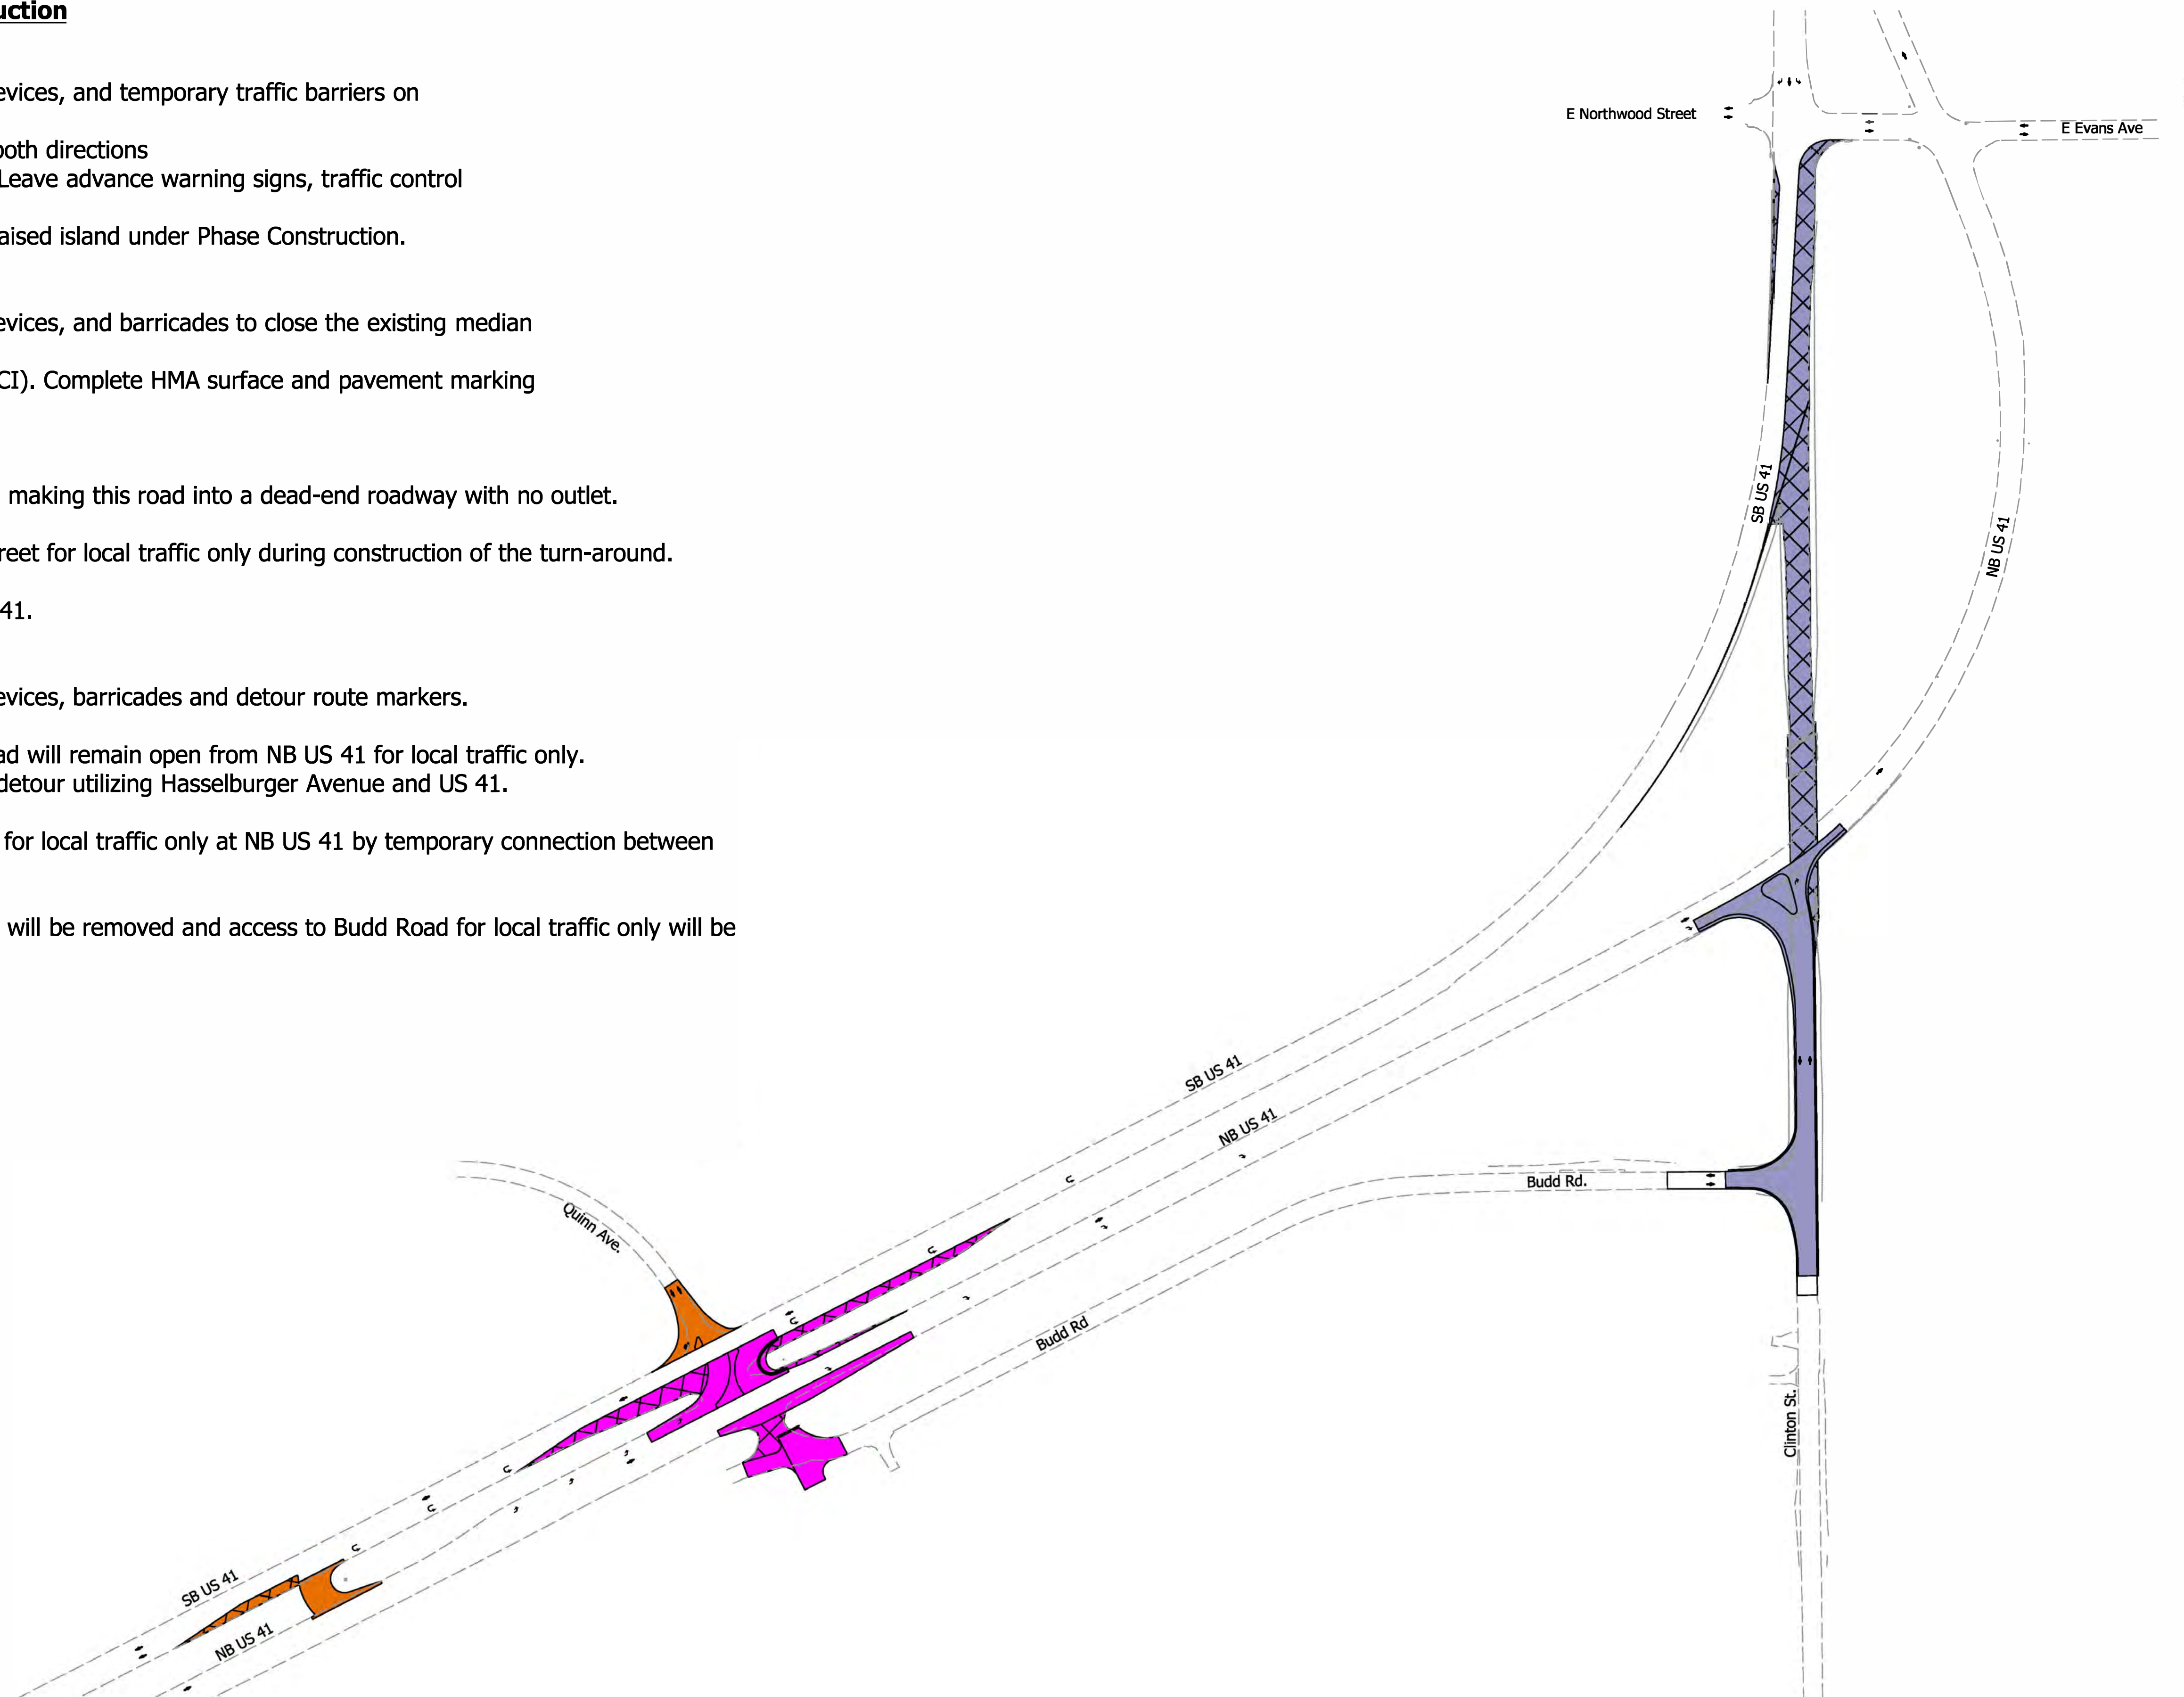 uction
evices, and temporary traffic barriers on
both directions
Leave advance warning signs, traffic control
aised island under Phase Construction.
evices, and barricades to close the existing median
CI). Complete HMA surface and pavement marking
making this road into a dead-end roadway with no outlet.
reet for local traffic only during construction of the turn-around.
41.
evices, barricades and detour route markers.
ad will remain open from NB US 41 for local traffic only.
detour utilizing Hasselburger Avenue and US 41.
for local traffic only at NB US 41 by temporary connection between
will be removed and access to Budd Road for local traffic only will be
E Northwood Street
E Evans Ave
SB US 41
NB US 41
SB US 41
NB US 41
Budd Rd.
Quinn Ave.
Budd Rd
Clinton St.
SB US 41
NB US 41